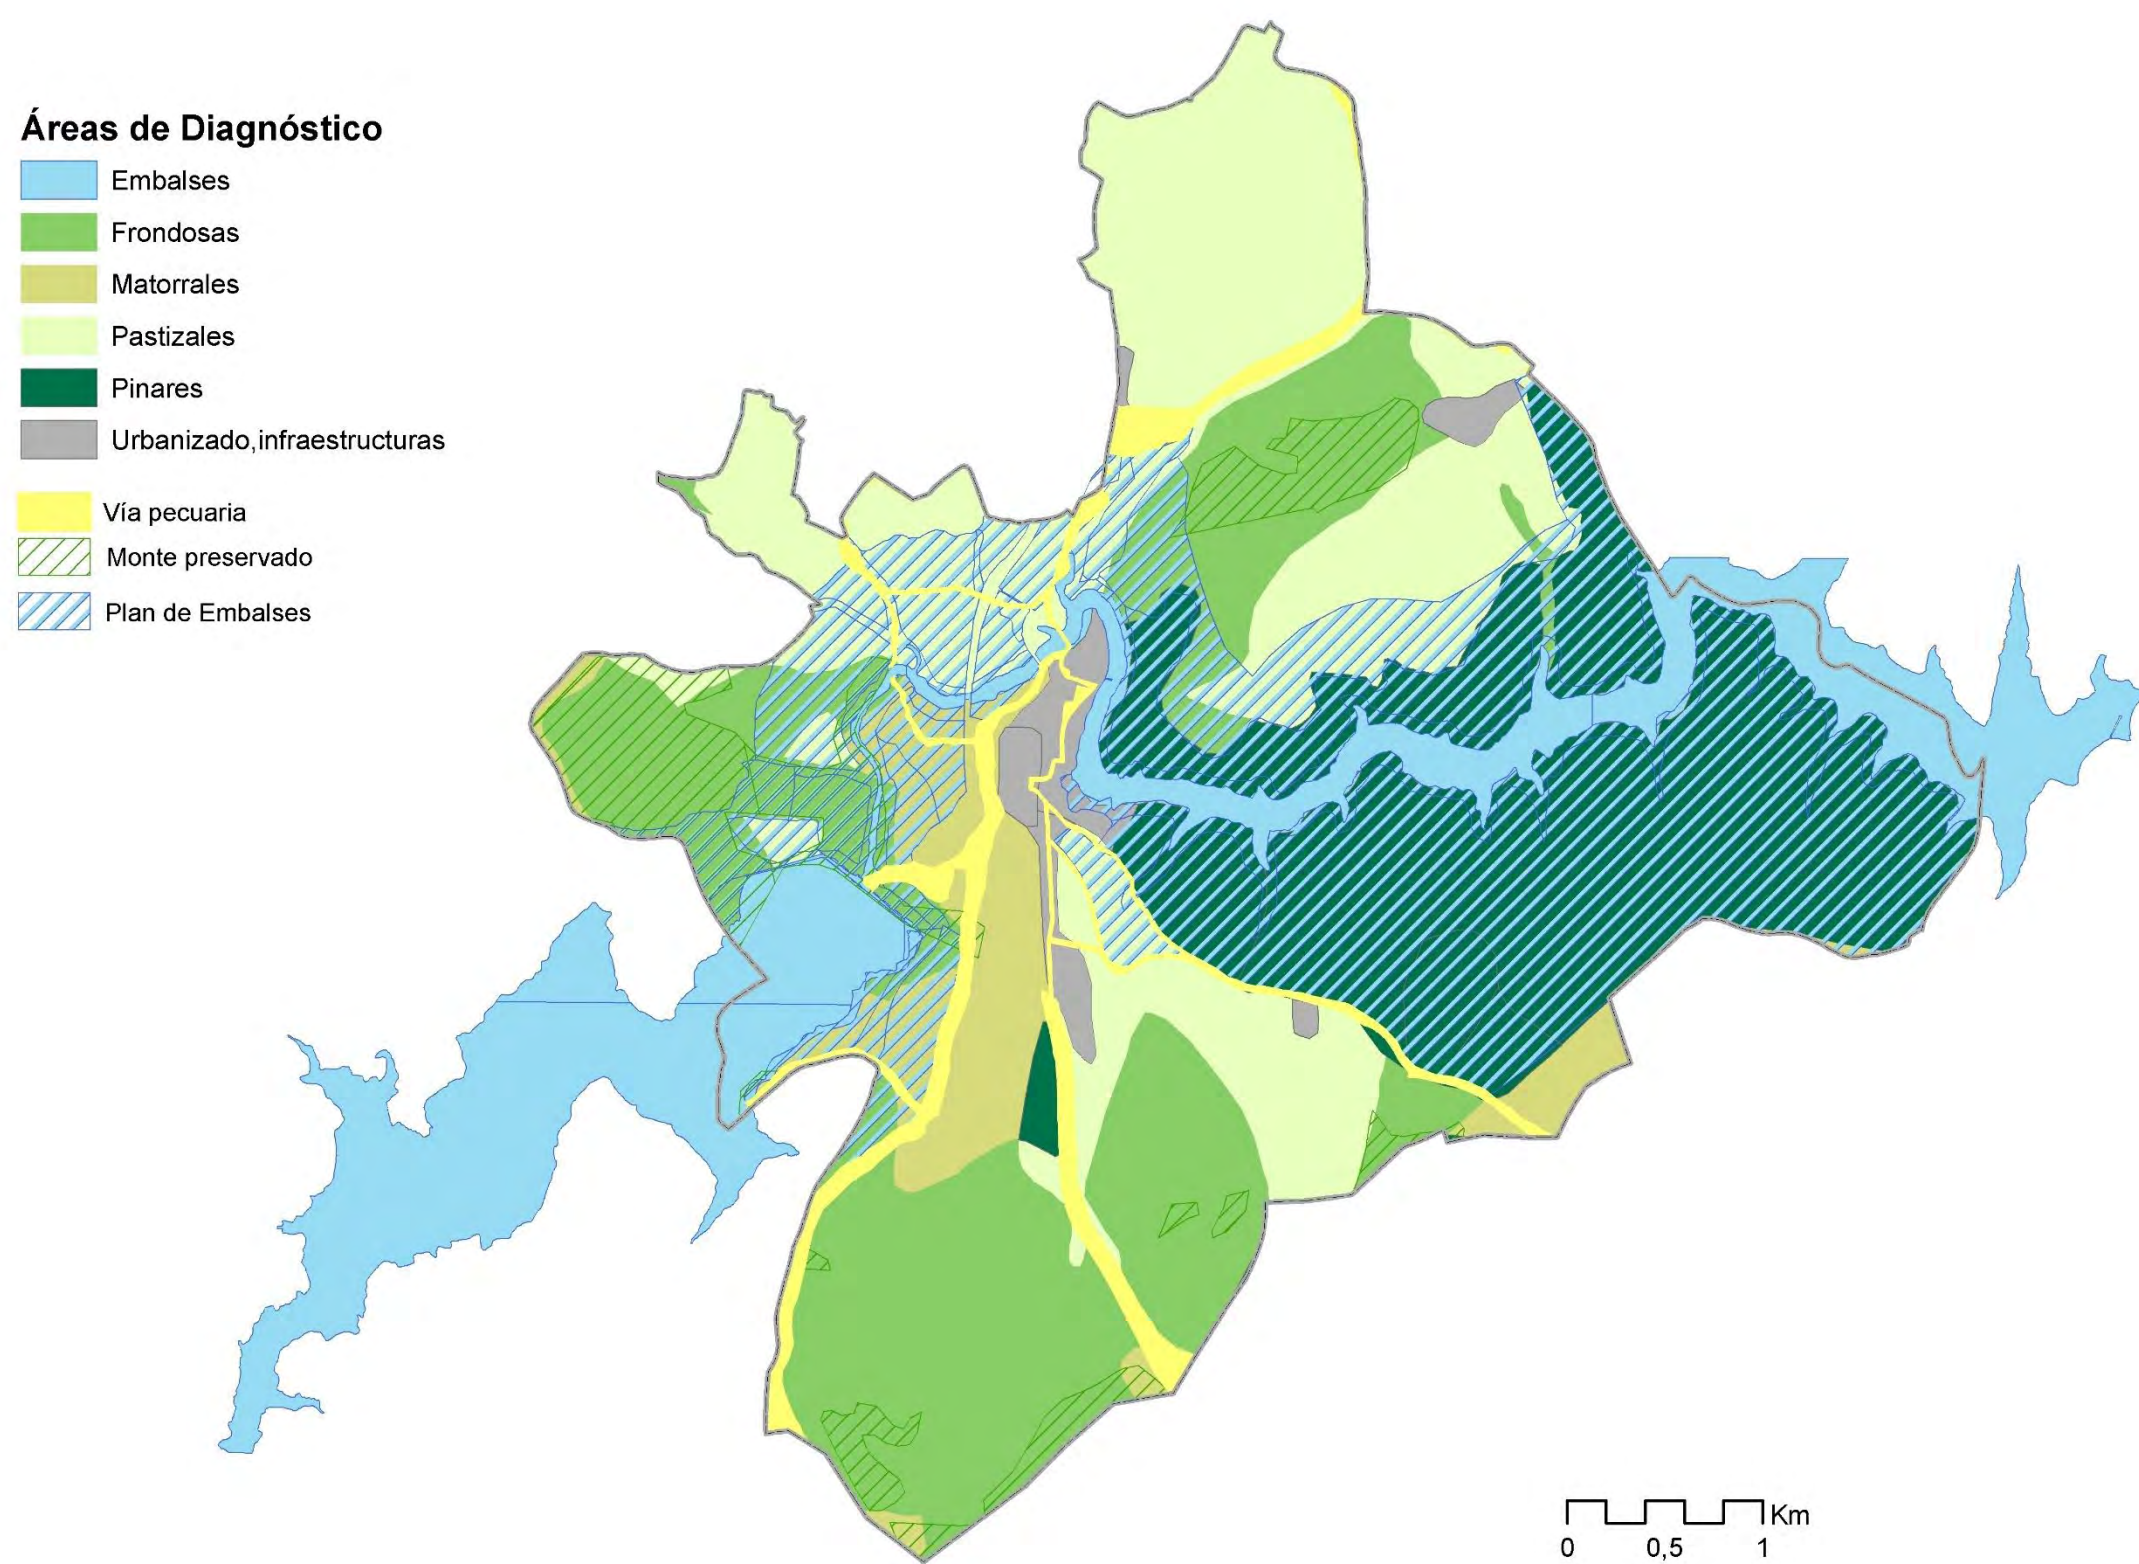 Áreas de Diagnóstico
Embalses
Frondosas
Matorrales
Pastizales
Pinares
Urbanizado,infraestructuras
Vía pecuaria
Monte preservado
Plan de Embalses
Km
0 0,5 1